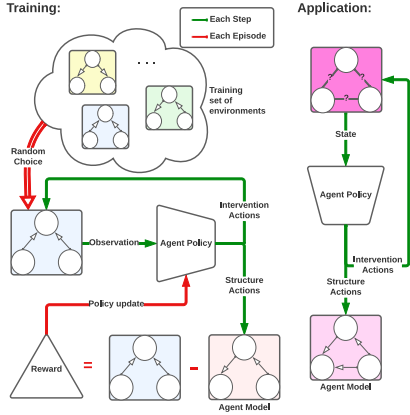 Training:
Each Step
Each Episode
Application:
. . .
Training
set of
environments
?
?
?
Random
Choice
State
Intervention
Actions
Observation
Agent Policy
Agent Policy
Structure
Actions
Intervention
Actions
Structure
Actions
Policy update
Reward
=
-
Agent Model
Agent Model